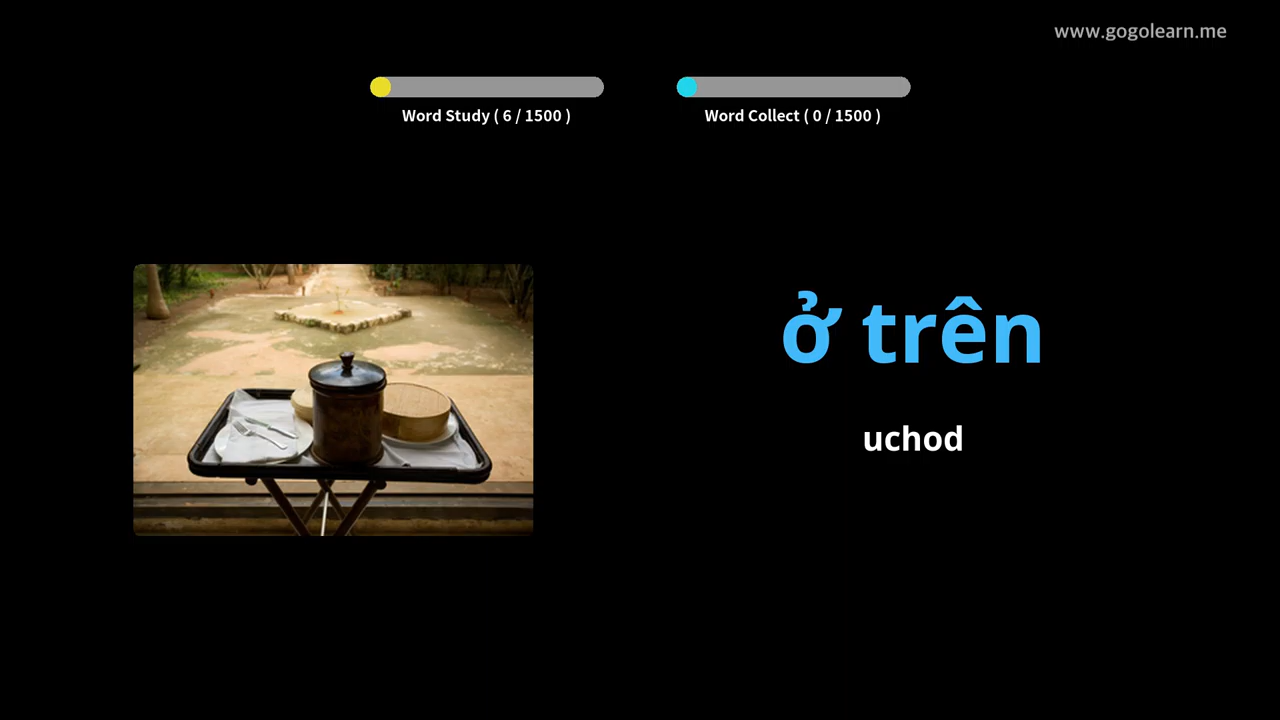 www.gogolearn.me
Word Study ( 6 / 1500 )
Word Collect ( 0 / 1500 )
ở trên
uchod